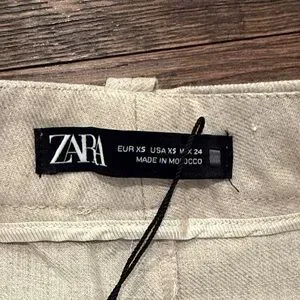 ZARA
EUR XS USA XS MEX 24
MADE IN MOROCCO